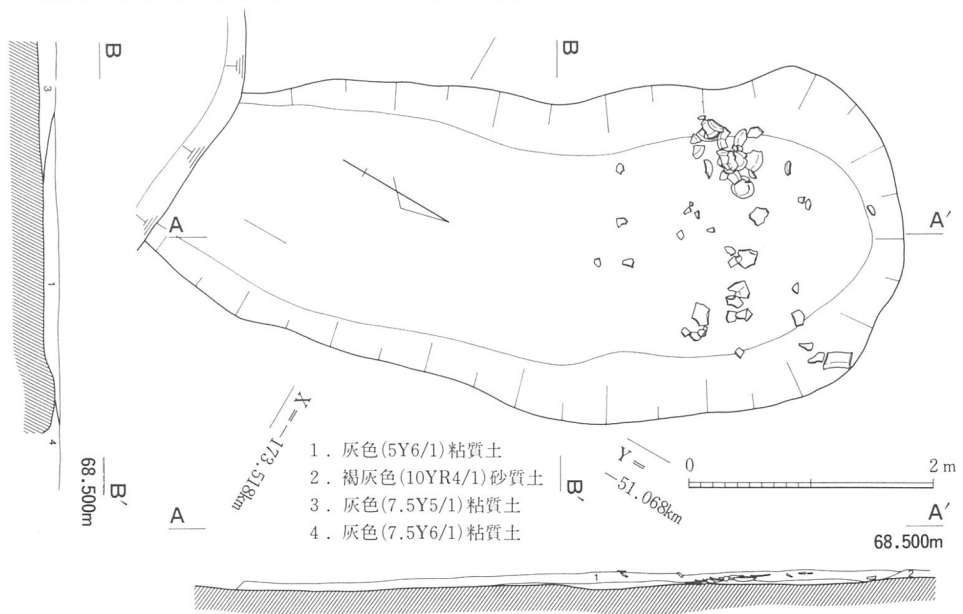 B
B
3
A
A′
1
X=-173.518km
1．灰色(5Y6/1)粘質土
2．褐灰色(10YR4/1)砂質土
3．灰色(7.5Y5/1)粘質土
4．灰色(7.5Y6/1)粘質土
Y=
-51.068km
0
2m
4
B′
68.500m
B′
A
A′
68.500m
1
2